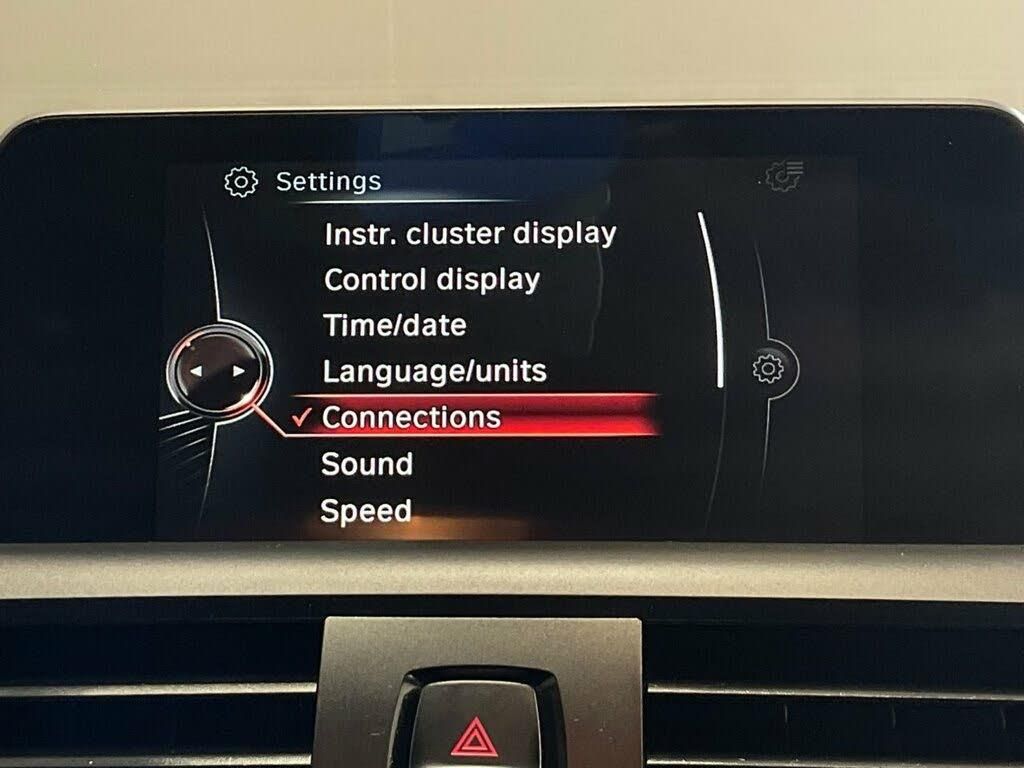 Settings
Instr. cluster display
Control display
Time/date
Language/units
Connections
Sound
Speed